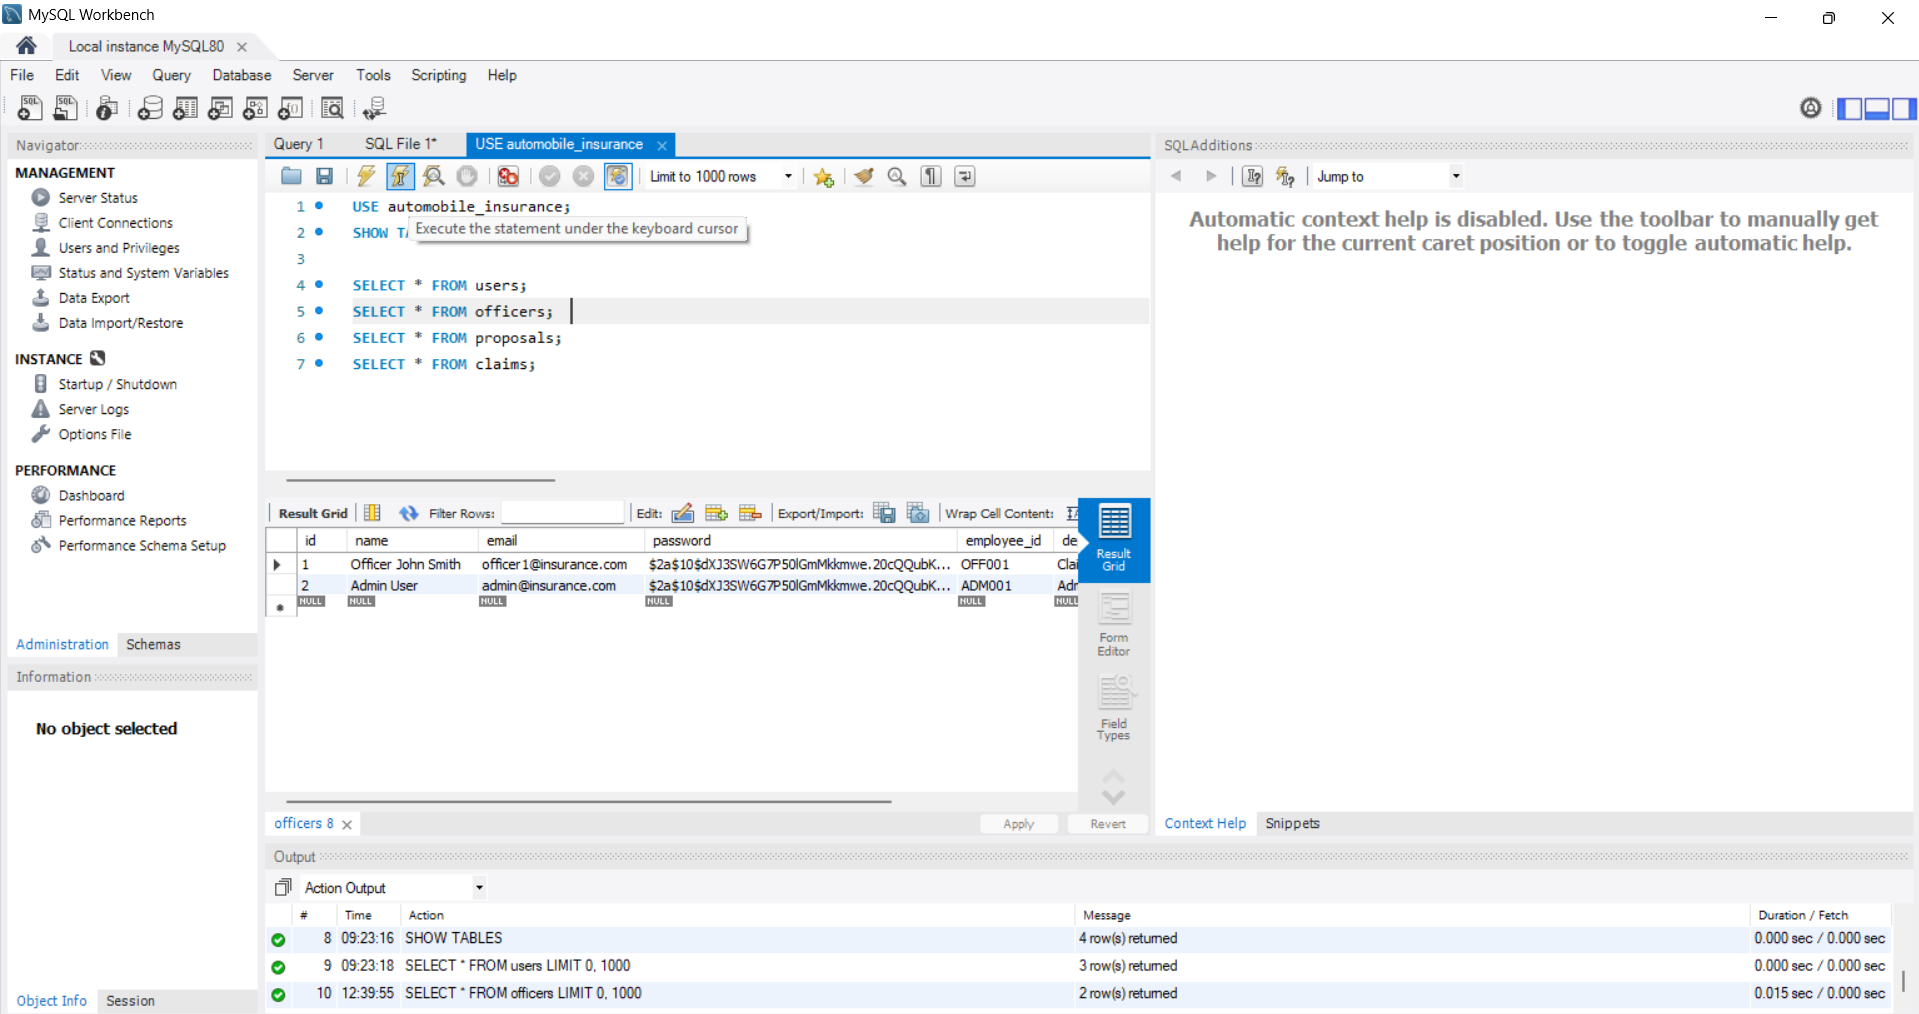 MySQL Workbench
Local instance MySQL80
File Edit View Query Database Server Tools Scripting Help
Navigator
MANAGEMENT
Server Status
Client Connections
Users and Privileges
Status and System Variables
Data Export
Data Import/Restore
INSTANCE
Startup / Shutdown
Server Logs
Options File
PERFORMANCE
Dashboard
Performance Reports
Performance Schema Setup
Administration Schemas
Information
No object selected
Object Info Session
Query 1 SQL File 1* USE automobile_insurance
Limit to 1000 rows
1 USE automobile_insurance;
2 SHOW TA
Execute the statement under the keyboard cursor
3
4 SELECT * FROM users;
5 SELECT * FROM officers;
6 SELECT * FROM proposals;
7 SELECT * FROM claims;
Result Grid Filter Rows: Edit: Export/Import: Wrap Cell Content:
id name email password employee_id de
1 Officer John Smith officer1@insurance.com $2a$10$dXJ3SW6G7P50lGmMkkmwe.20cQQubK... OFF001 Clai
2 Admin User admin@insurance.com $2a$10$dXJ3SW6G7P50lGmMkkmwe.20cQQubK... ADM001 Adr
NULL NULL NULL NULL NULL NULL
Result Grid
Form Editor
Field Types
officers 8 Apply Revert
SQLAdditions
Jump to
Automatic context help is disabled. Use the toolbar to manually get
help for the current caret position or to toggle automatic help.
Context Help Snippets
Output
Action Output
# Time Action Message Duration / Fetch
8 09:23:16 SHOW TABLES 4 row(s) returned 0.000 sec / 0.000 sec
9 09:23:18 SELECT * FROM users LIMIT 0, 1000 3 row(s) returned 0.000 sec / 0.000 sec
10 12:39:55 SELECT * FROM officers LIMIT 0, 1000 2 row(s) returned 0.015 sec / 0.000 sec